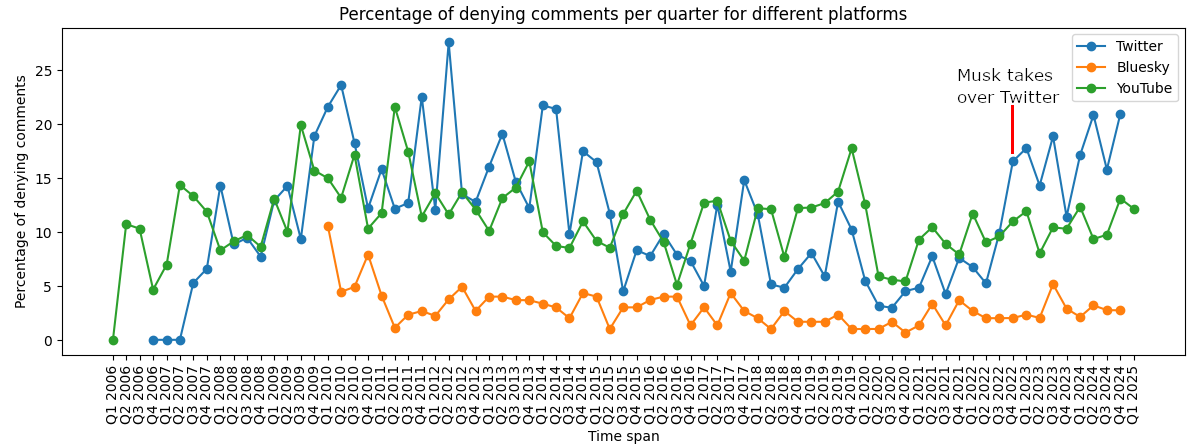 Percentage of denying comments per quarter for different platforms
Percentage of denying comments
25
20
15
10
5
0
Musk takes
over Twitter
Twitter
Bluesky
YouTube
Q1 2006
Q2 2006
Q3 2006
Q4 2006
Q1 2007
Q2 2007
Q3 2007
Q4 2007
Q1 2008
Q2 2008
Q3 2008
Q4 2008
Q1 2009
Q2 2009
Q3 2009
Q4 2009
Q1 2010
Q2 2010
Q3 2010
Q4 2010
Q1 2011
Q2 2011
Q3 2011
Q4 2011
Q1 2012
Q2 2012
Q3 2012
Q4 2012
Q1 2013
Q2 2013
Q3 2013
Q4 2013
Q1 2014
Q2 2014
Q3 2014
Q4 2014
Q1 2015
Q2 2015
Q3 2015
Q4 2015
Q1 2016
Q2 2016
Q3 2016
Q4 2016
Q1 2017
Q2 2017
Q3 2017
Q4 2017
Q1 2018
Q2 2018
Q3 2018
Q4 2018
Q1 2019
Q2 2019
Q3 2019
Q4 2019
Q1 2020
Q2 2020
Q3 2020
Q4 2020
Q1 2021
Q2 2021
Q3 2021
Q4 2021
Q1 2022
Q2 2022
Q3 2022
Q4 2022
Q1 2023
Q2 2023
Q3 2023
Q4 2023
Q1 2024
Q2 2024
Q3 2024
Q4 2024
Q1 2025
Time span